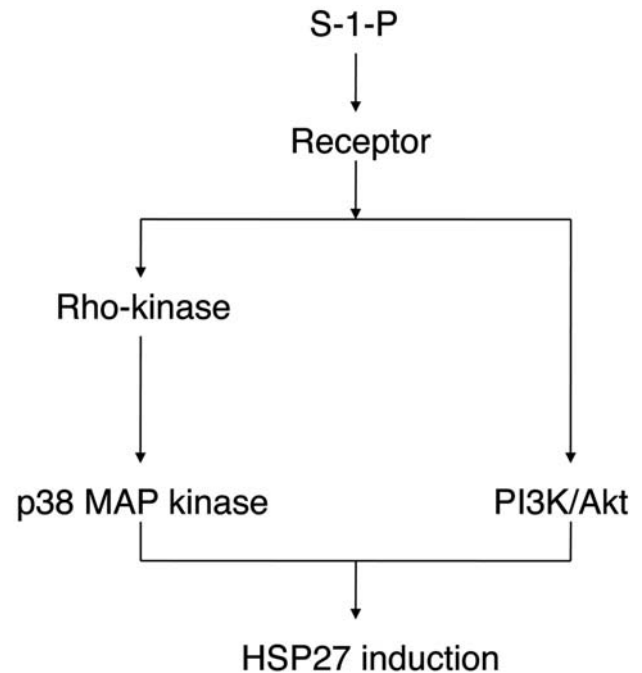 S-1-P
Receptor
Rho-kinase
p38 MAP kinase
PI3K/Akt
HSP27 induction